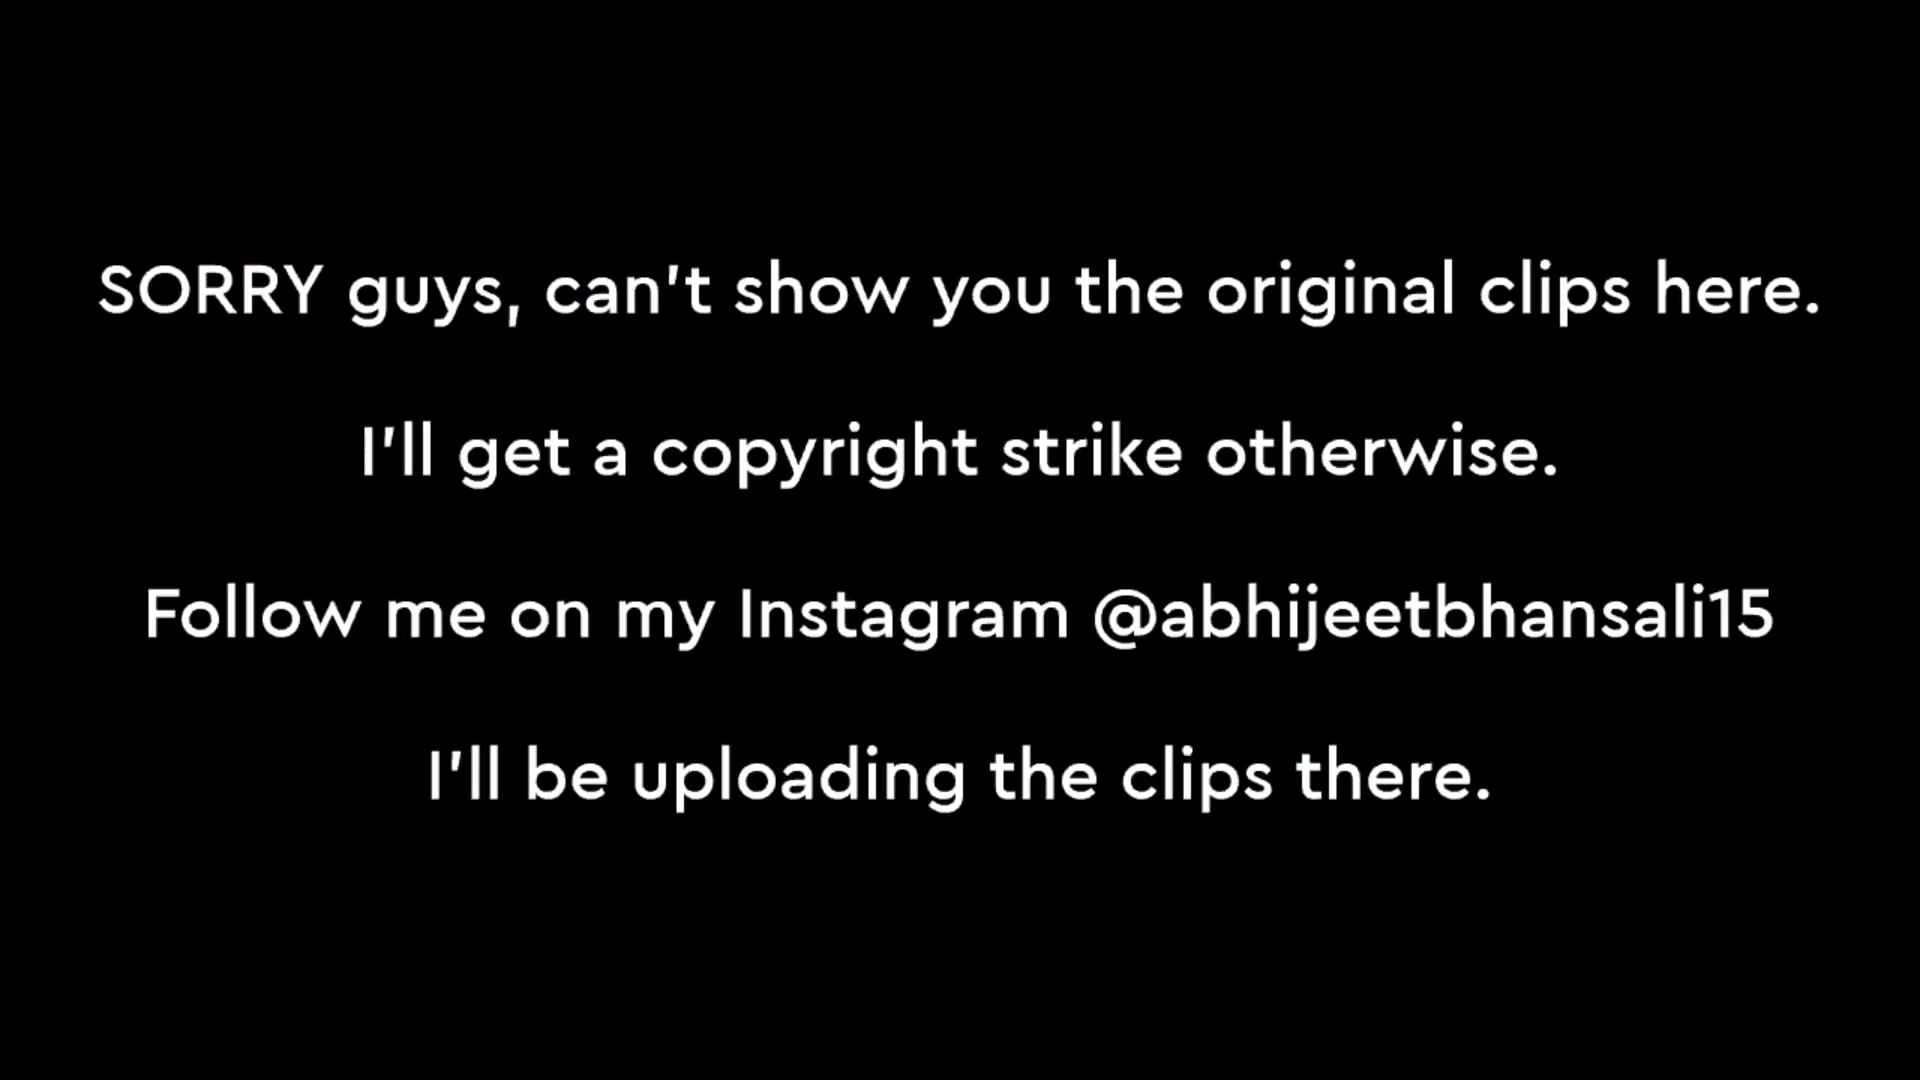 SORRY guys, can't show you the original clips here.
I'll get a copyright strike otherwise.
Follow me on my Instagram @abhijeetbhansali15
I'll be uploading the clips there.